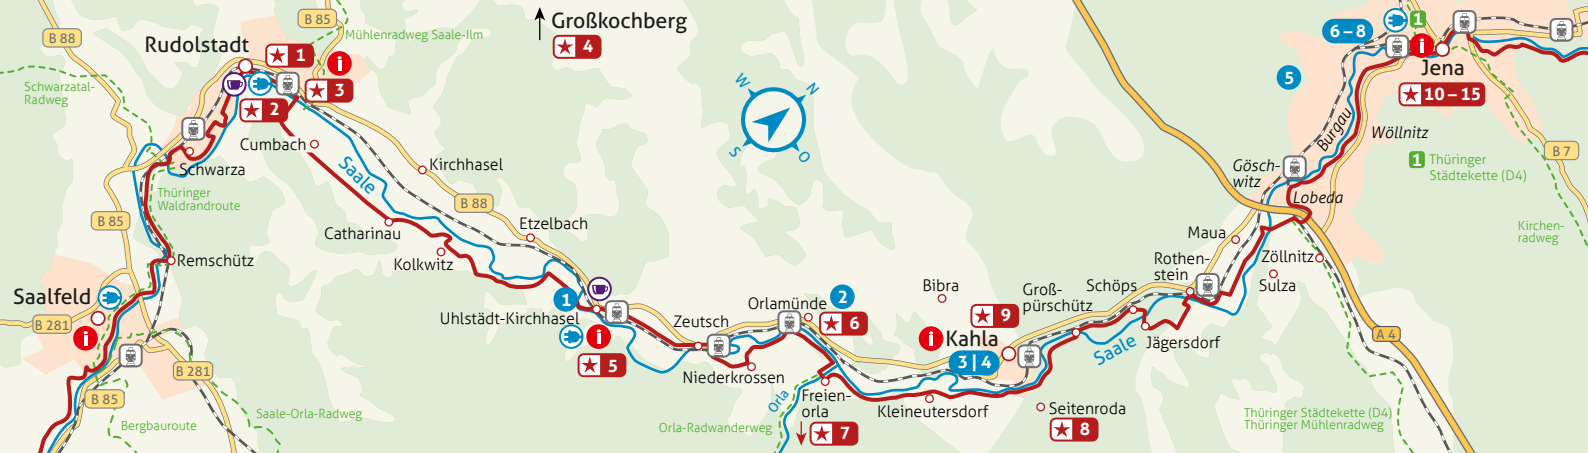 B 85
B 88
Rudolstadt
1
Mühlenradweg Saale-Ilm
i
3
2
Schwarzatal-
Radweg
Großkochberg
4
W
N
S
O
Cumbach
Schwarza
Thüringer
Waldrandroute
Saale
Kirchhasel
B 88
B 85
Catharinau
Kolkwitz
Etzelbach
Remschütz
Saalfeld
B 281
i
B 281
B 85
Bergbauroute
Saale-Orla-Radweg
1
Uhlstädt-Kirchhasel
i
5
Zeutsch
Niederkrossen
Orlamünde
2
6
Orla
Freien-
orla
7
Orla-Radwanderweg
Bibra
9
i
Kahla
3 | 4
Kleineutersdorf
Seitenroda
8
Groß-
pürschütz
Schöps
Saale
Jägersdorf
Rothen-
stein
Maua
Zöllnitz
Sulza
Lobeda
Gösch-
witz
Burgau
Wöllnitz
5
6 – 8
1
i
Jena
10 – 15
1 Thüringer
Städtekette (D4)
B 7
Kirchen-
radweg
A 4
Thüringer Städtekette (D4)
Thüringer Mühlenradweg